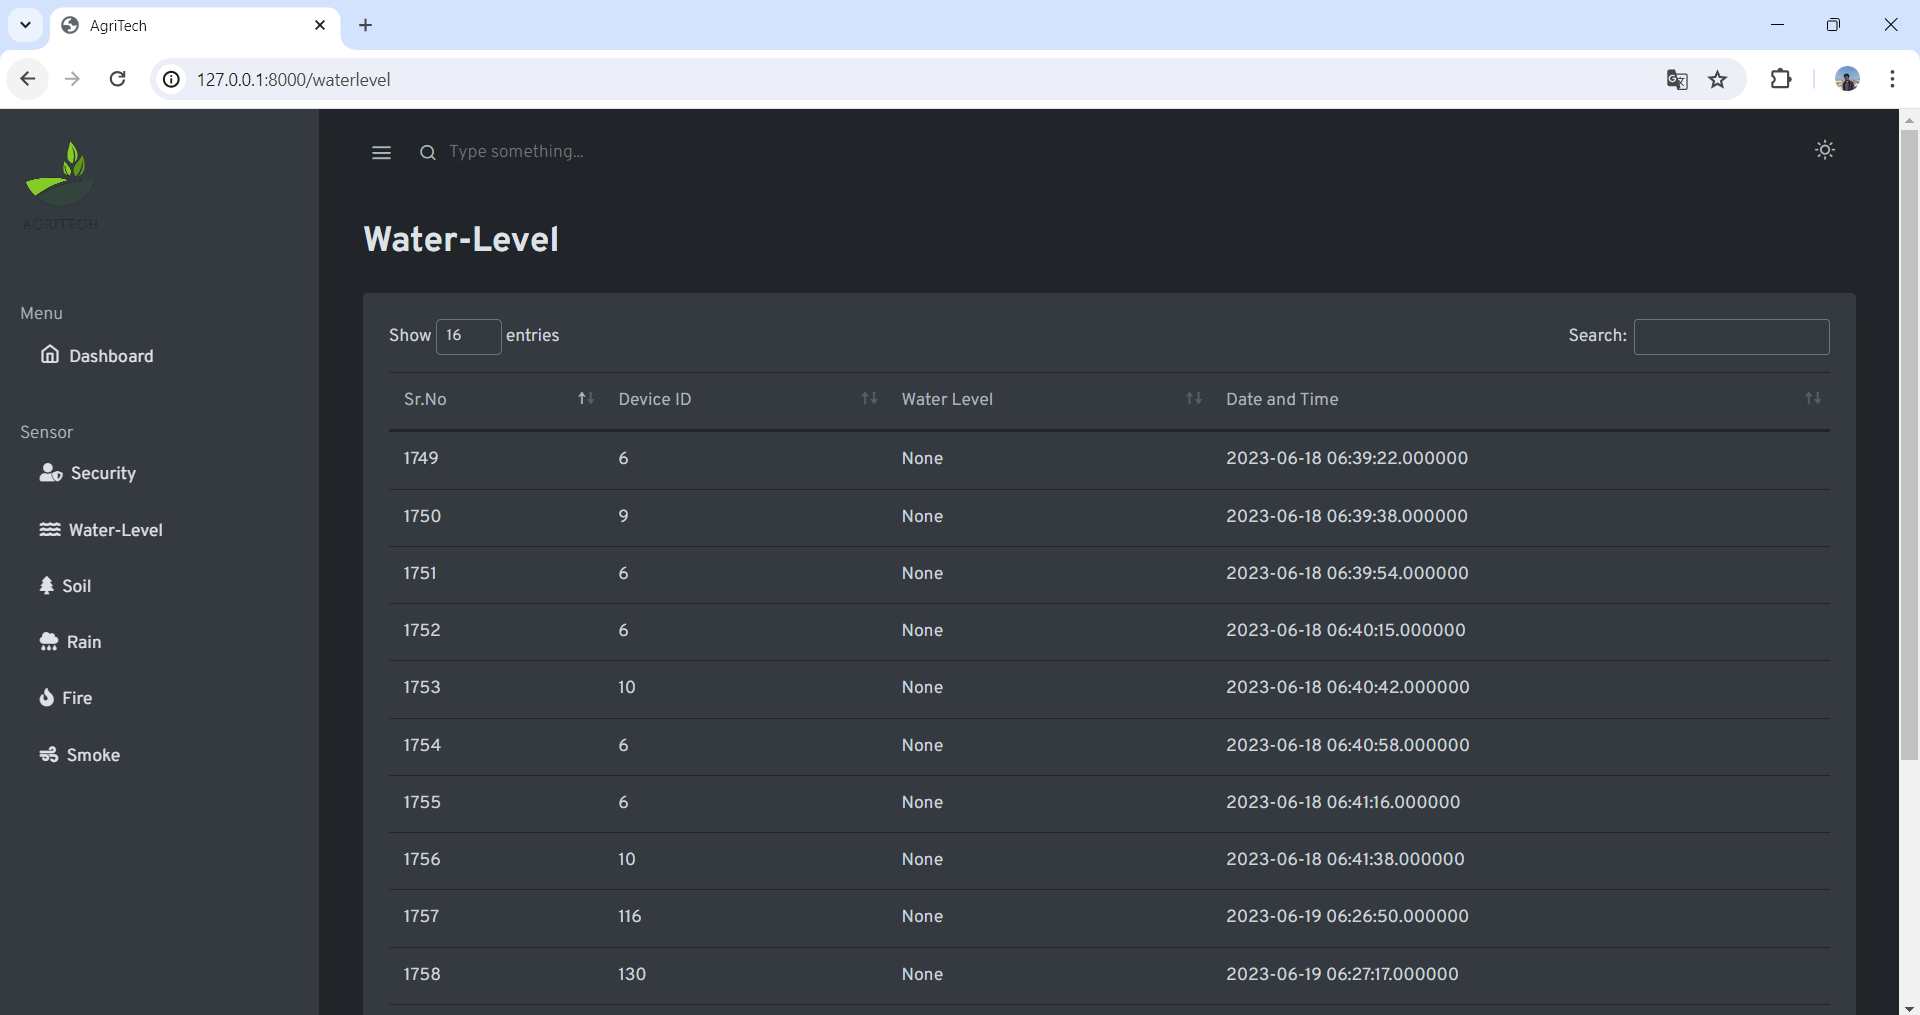 AgriTech
127.0.0.1:8000/waterlevel
AGRITECH
Type something...
Menu
Dashboard
Sensor
Security
Water-Level
Soil
Rain
Fire
Smoke
Water-Level
Show 16 entries
Search:
Sr.No Device ID Water Level Date and Time
1749 6 None 2023-06-18 06:39:22.000000
1750 9 None 2023-06-18 06:39:38.000000
1751 6 None 2023-06-18 06:39:54.000000
1752 6 None 2023-06-18 06:40:15.000000
1753 10 None 2023-06-18 06:40:42.000000
1754 6 None 2023-06-18 06:40:58.000000
1755 6 None 2023-06-18 06:41:16.000000
1756 10 None 2023-06-18 06:41:38.000000
1757 116 None 2023-06-19 06:26:50.000000
1758 130 None 2023-06-19 06:27:17.000000